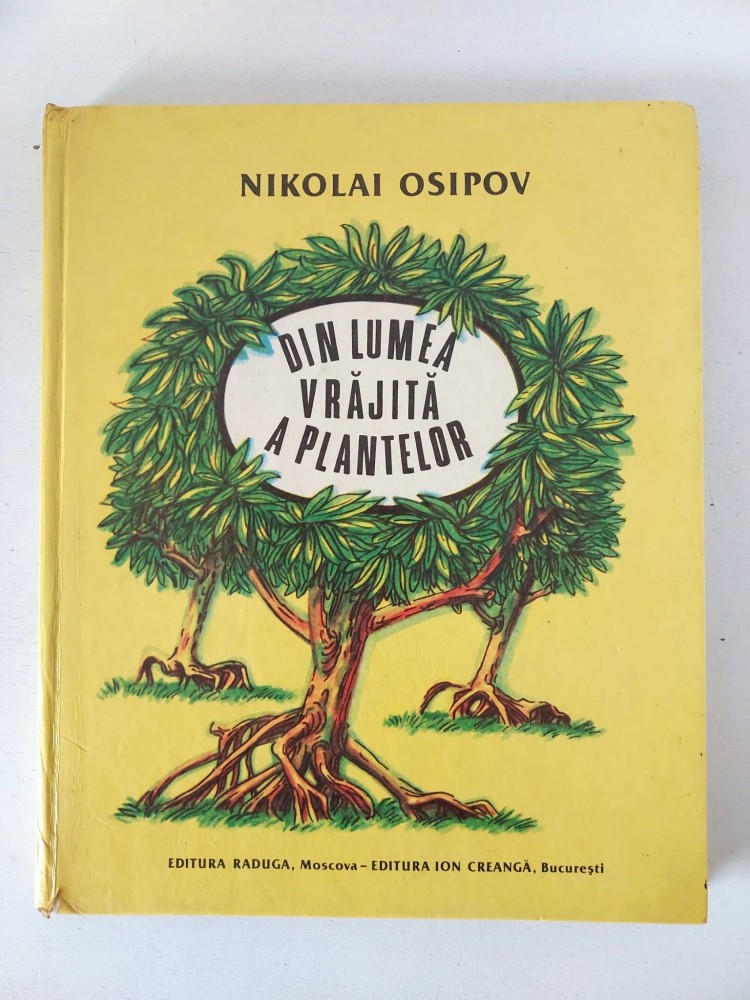 NIKOLAI OSIPOV
DIN LUMEA
VRĂJITĂ
A PLANTELOR
EDITURA RADUGA, Moscova – EDITURA ION CREANGĂ, Bucureşti